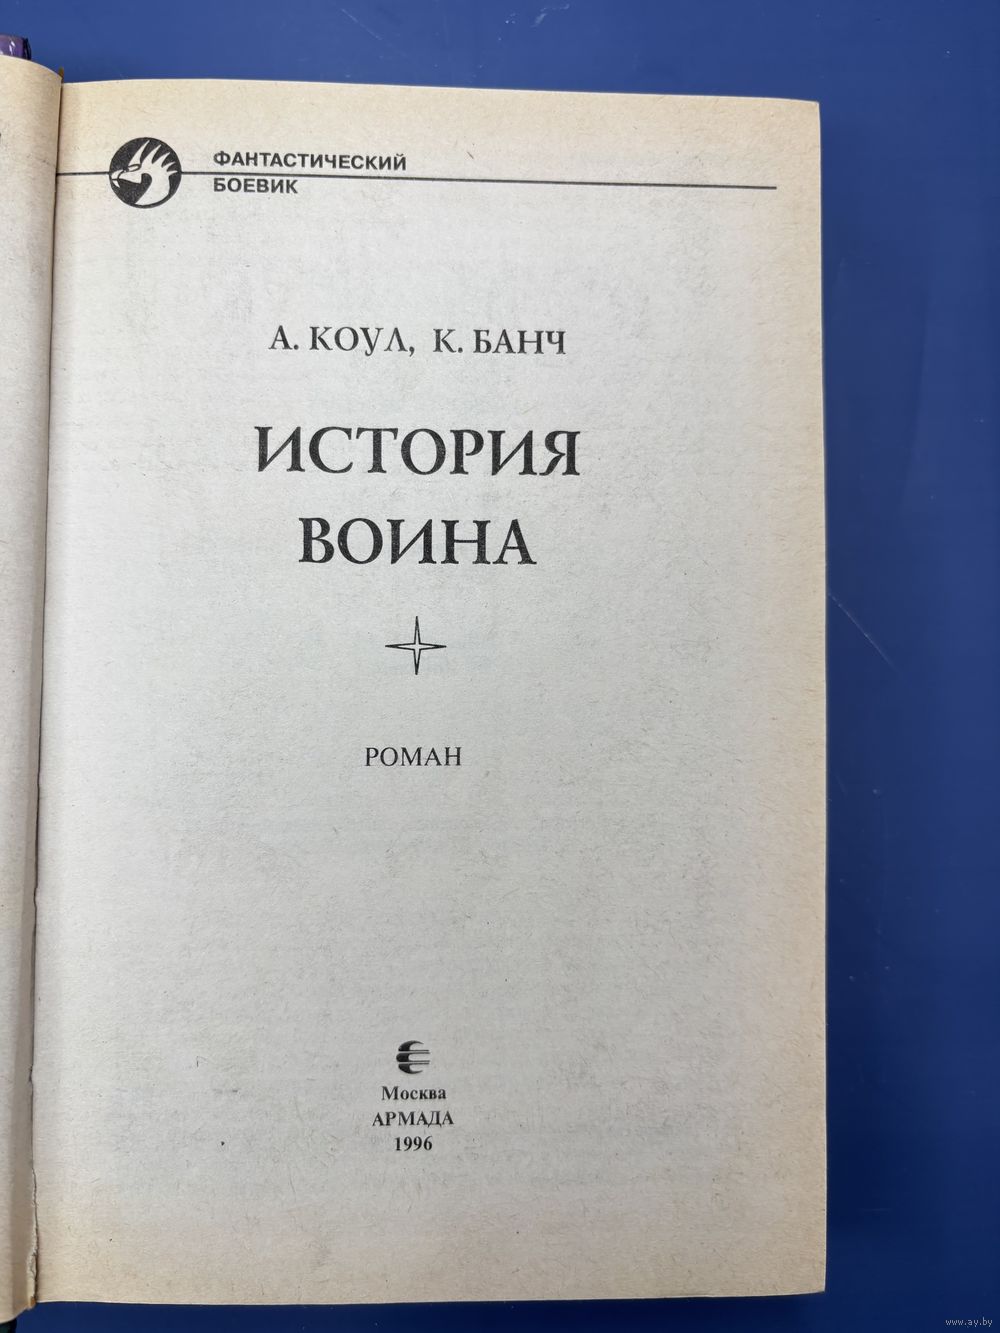 ФАНТАСТИЧЕСКИЙ
БОЕВИК
А. КОУЛ, К. БАНЧ
ИСТОРИЯ
ВОИНА
РОМАН
Москва
АРМАДА
1996
www.ay.by